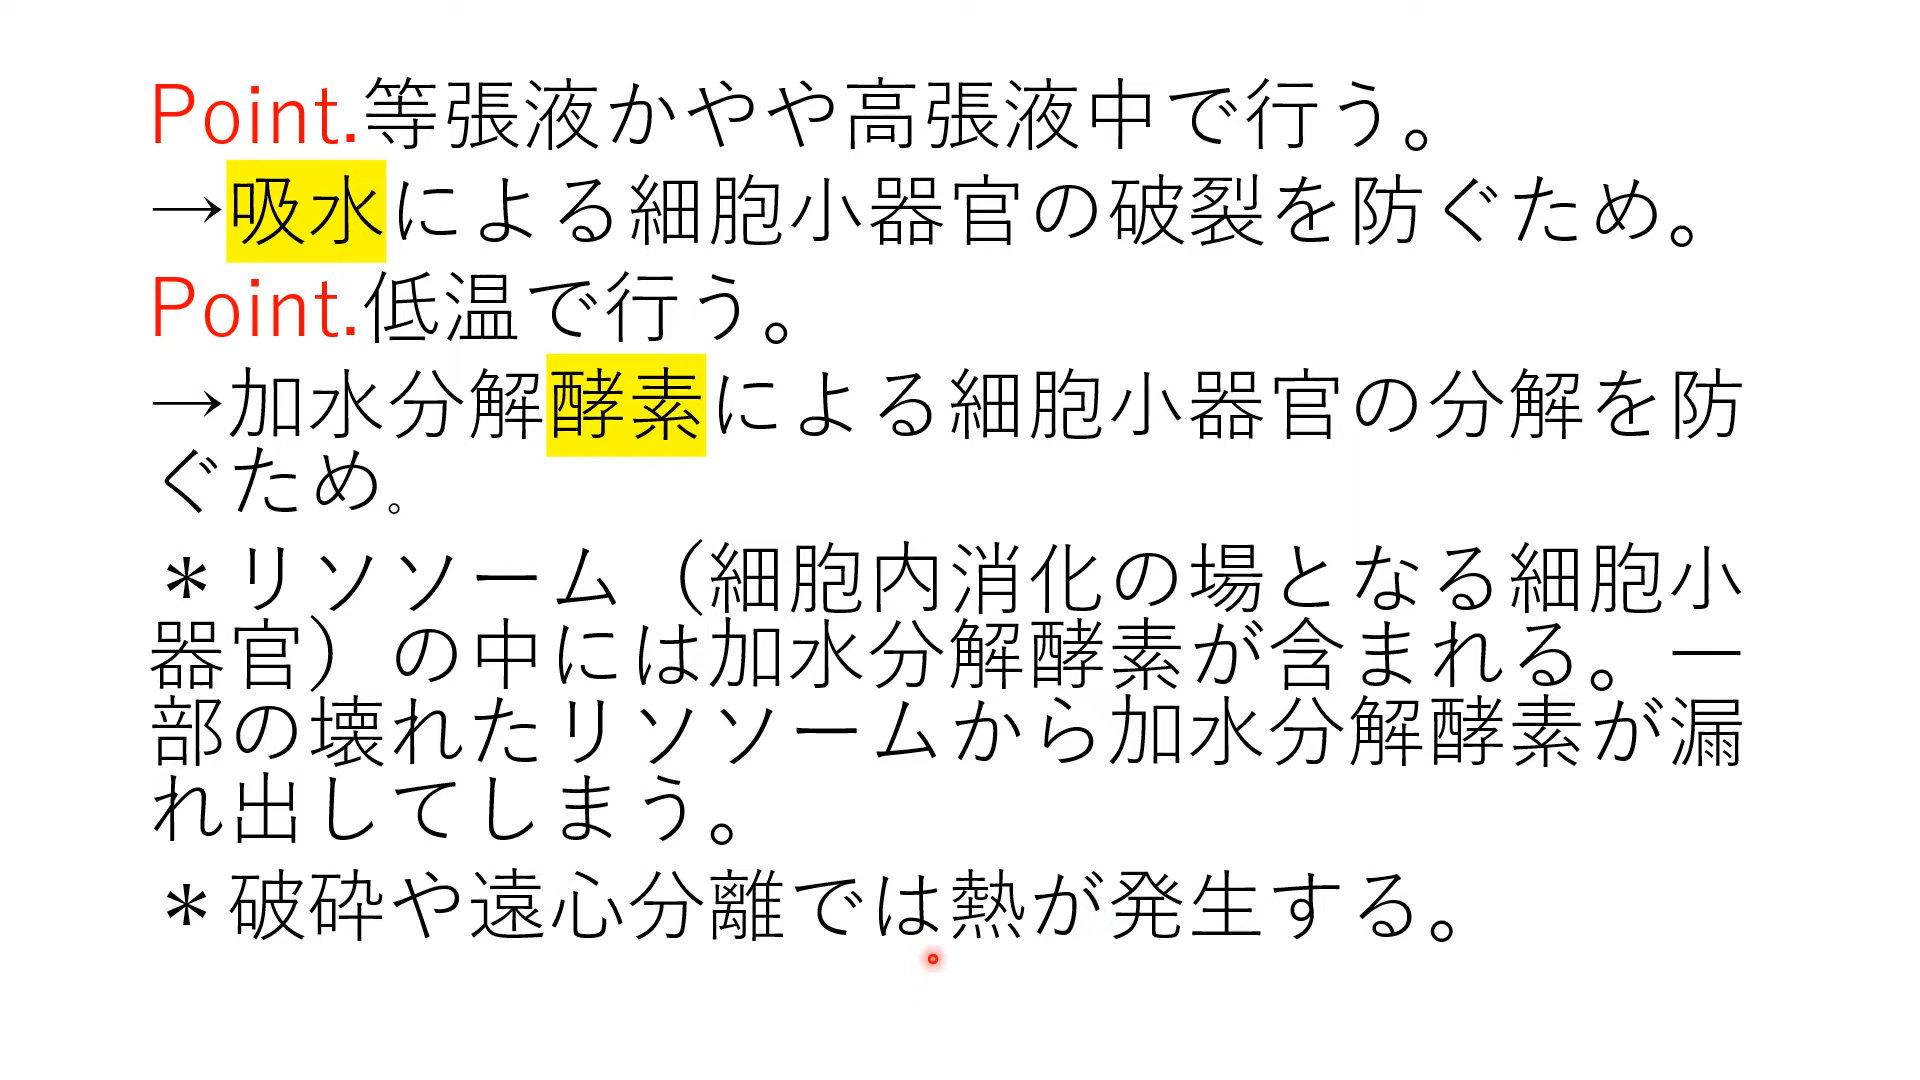 Point.等張液かやや高張液中で行う。
→吸水による細胞小器官の破裂を防ぐため。
Point.低温で行う。
→加水分解酵素による細胞小器官の分解を防
ぐため。
＊リソソーム（細胞内消化の場となる細胞小
器官）の中には加水分解酵素が含まれる。一
部の壊れたリソソームから加水分解酵素が漏
れ出してしまう。
＊破砕や遠心分離では熱が発生する。